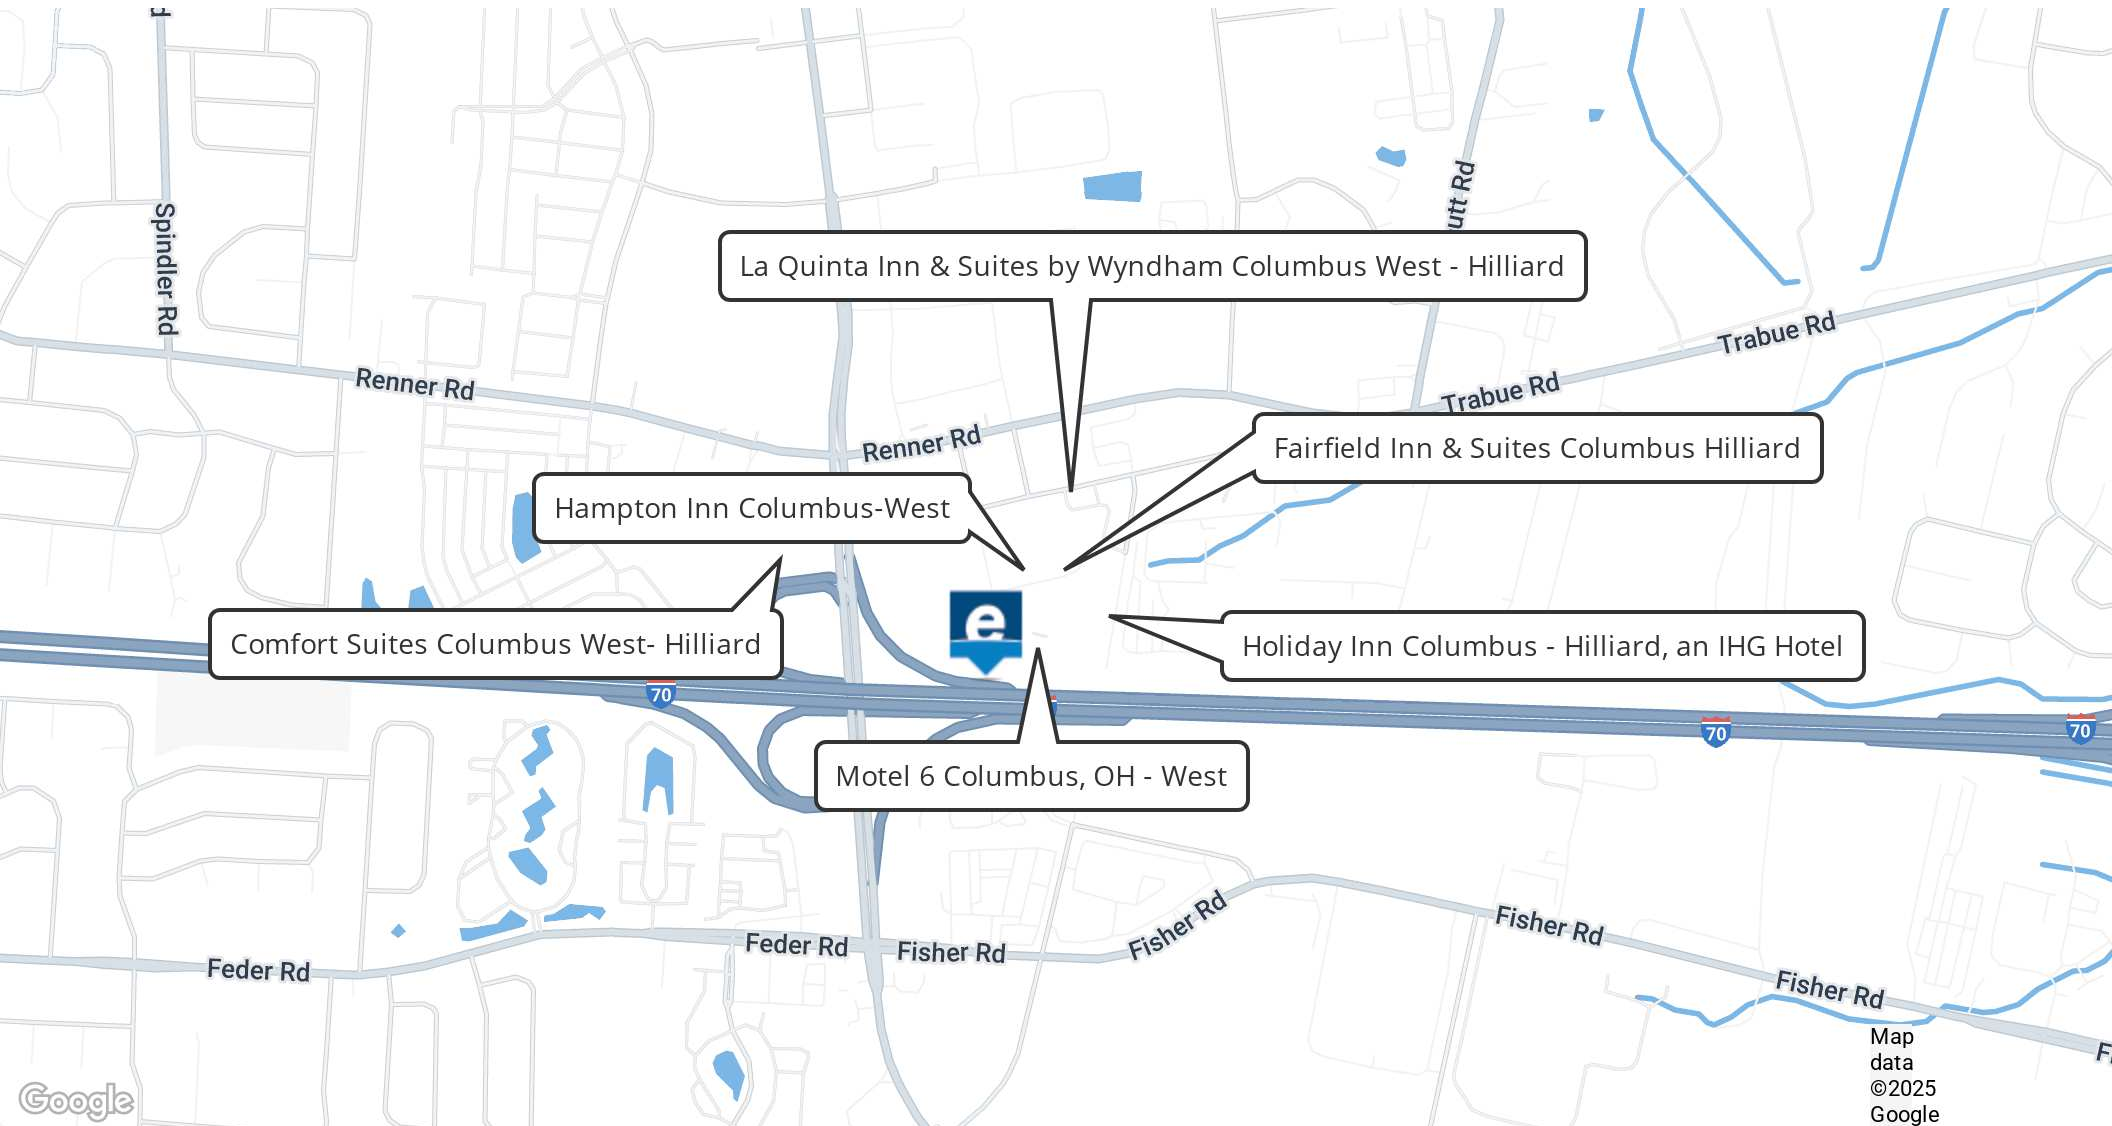 Spindler Rd
Renner Rd
Renner Rd
Trabue Rd
Trabue Rd
La Quinta Inn & Suites by Wyndham Columbus West - Hilliard
Fairfield Inn & Suites Columbus Hilliard
Hampton Inn Columbus-West
e
Comfort Suites Columbus West- Hilliard
Holiday Inn Columbus - Hilliard, an IHG Hotel
70
70
70
Motel 6 Columbus, OH - West
Feder Rd
Feder Rd
Fisher Rd
Fisher Rd
Fisher Rd
Fisher Rd
Map
data
©2025
Google
Google